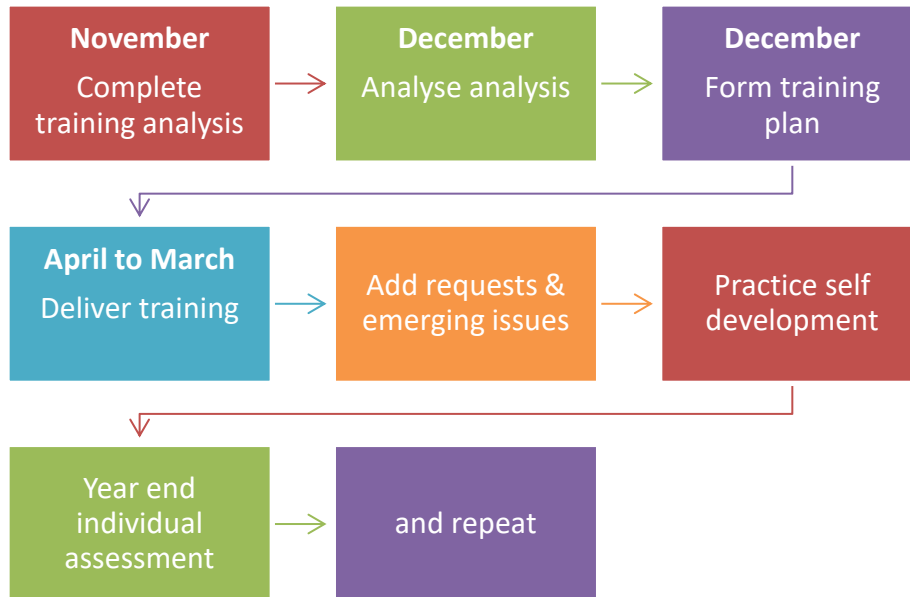 November
Complete
training analysis
December
Analyse analysis
December
Form training
plan
April to March
Deliver training
Add requests &
emerging issues
Practice self
development
Year end
individual
assessment
and repeat